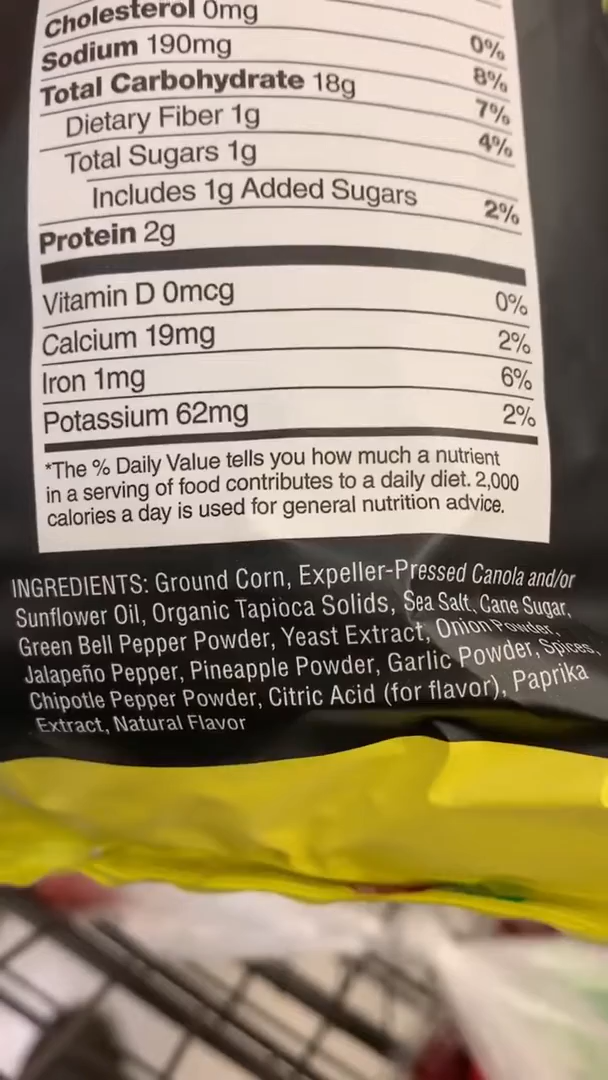 Cholesterol 0mg 0%
Sodium 190mg 8%
Total Carbohydrate 18g 7%
Dietary Fiber 1g 4%
Total Sugars 1g
Includes 1g Added Sugars 2%
Protein 2g
Vitamin D 0mcg 0%
Calcium 19mg 2%
Iron 1mg 6%
Potassium 62mg 2%
*The % Daily Value tells you how much a nutrient
in a serving of food contributes to a daily diet. 2,000
calories a day is used for general nutrition advice.
INGREDIENTS: Ground Corn, Expeller-Pressed Canola and/or
Sunflower Oil, Organic Tapioca Solids, Sea Salt, Cane Sugar,
Green Bell Pepper Powder, Yeast Extract, Onion Powder,
Jalapeño Pepper, Pineapple Powder, Garlic Powder, Spices,
Chipotle Pepper Powder, Citric Acid (for flavor), Paprika
Extract, Natural Flavor